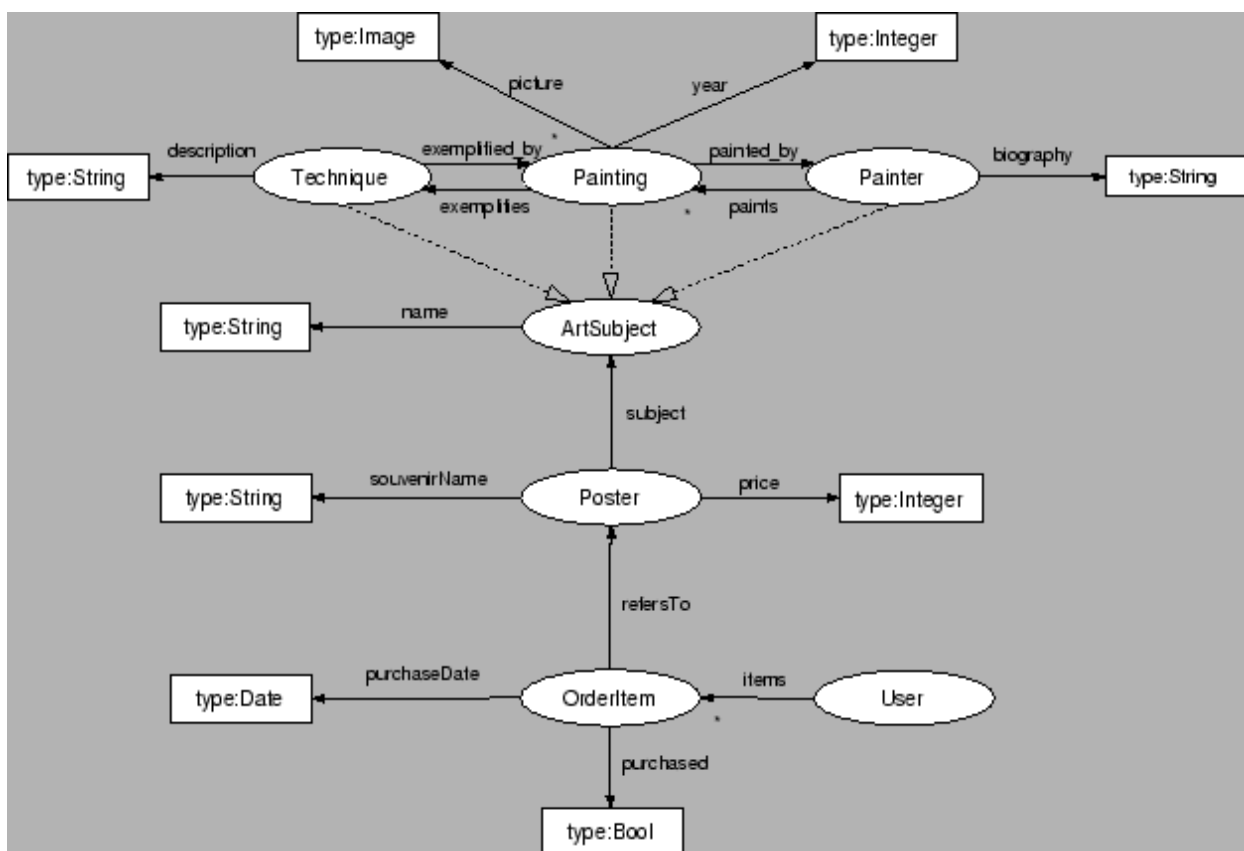 type:Image
type:Integer
picture
year
description
exemplified_by
*
painted_by
biography
type:String
Technique
Painting
Painter
type:String
exemplifies
*
paints
type:String
name
ArtSubject
subject
type:String
souvenirName
Poster
price
type:Integer
refersTo
type:Date
purchaseDate
OrderItem
items
User
*
purchased
type:Bool